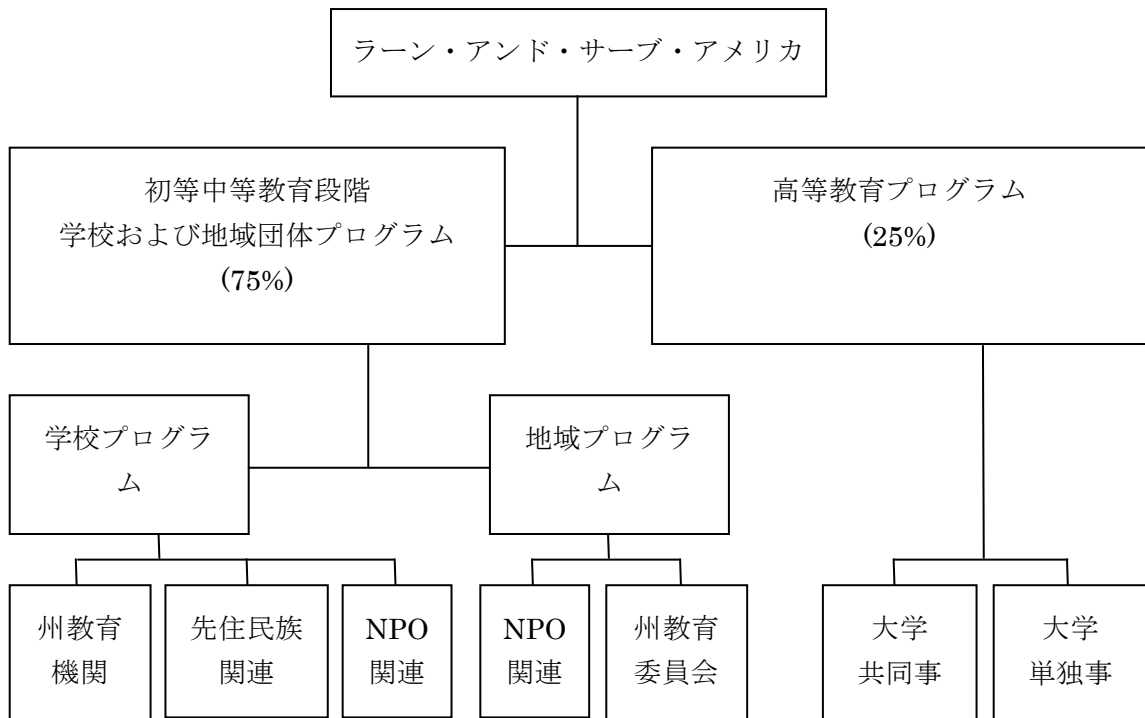 ラーン・アンド・サーブ・アメリカ
初等中等教育段階
学校および地域団体プログラム
(75%)
高等教育プログラム
(25%)
学校プログラ
ム
地域プログラ
ム
州教育
機関
先住民族
関連
NPO
関連
NPO
関連
州教育
委員会
大学
共同事
大学
単独事